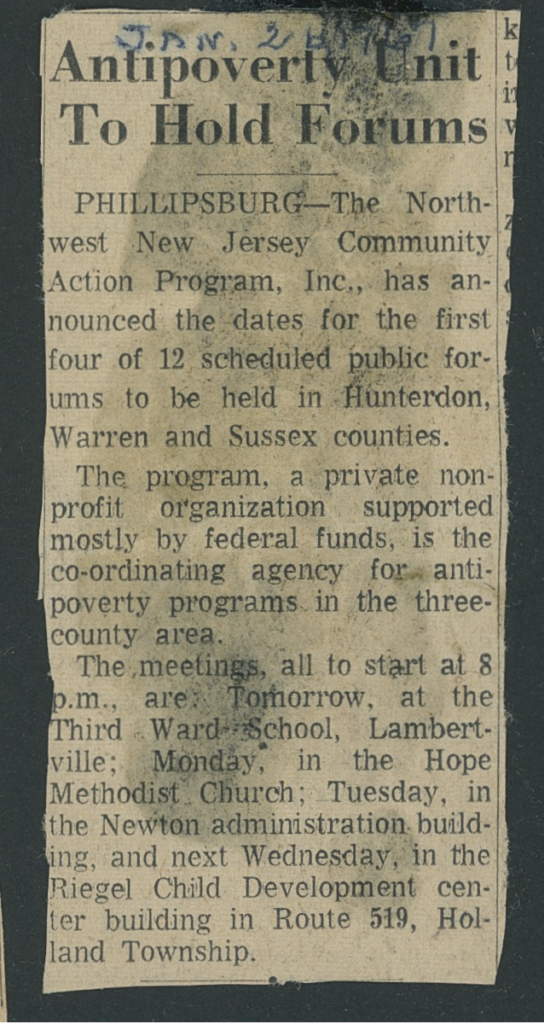 JAN.
Antipoverty Unit
To Hold Forums
PHILLIPSBURG—The North-
west New Jersey Community
Action Program, Inc., has an-
nounced the dates for the first
four of 12 scheduled public for-
ums to be held in Hunterdon,
Warren and Sussex counties.
The program, a private non-
profit organization supported
mostly by federal funds, is the
co-ordinating agency for anti-
poverty programs in the three-
county area.
The meetings, all to start at 8
p.m., are: Tomorrow, at the
Third Ward School, Lambert-
ville; Monday, in the Hope
Methodist Church; Tuesday, in
the Newton administration build-
ing, and next Wednesday, in the
Riegel Child Development cen-
ter building in Route 519, Hol-
land Township.